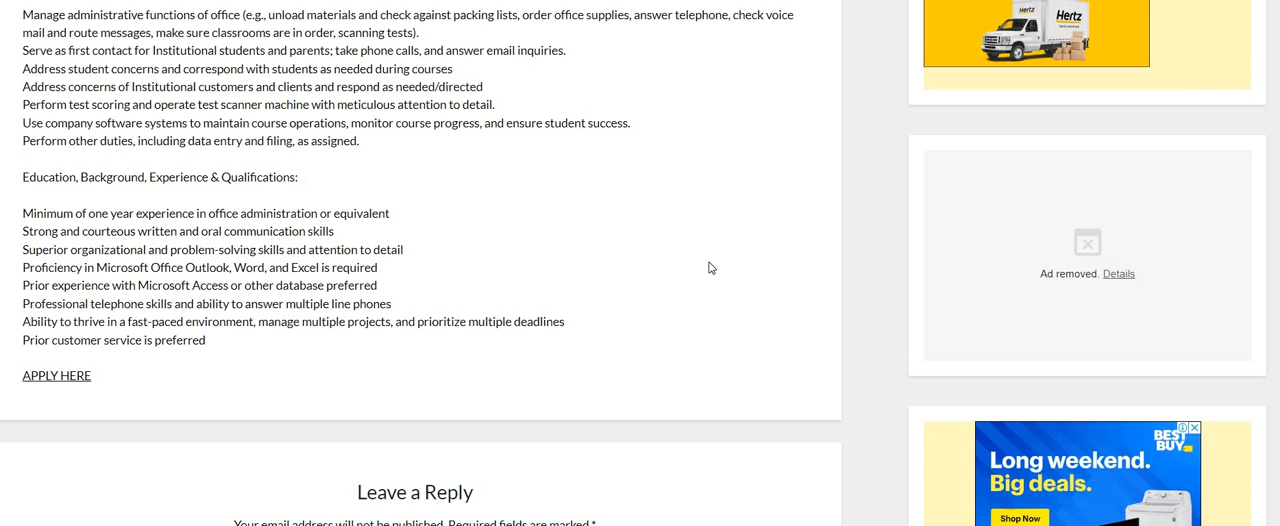 Manage administrative functions of office (e.g., unload materials and check against packing lists, order office supplies, answer telephone, check voice
mail and route messages, make sure classrooms are in order, scanning tests).
Serve as first contact for Institutional students and parents; take phone calls, and answer email inquiries.
Address student concerns and correspond with students as needed during courses
Address concerns of Institutional customers and clients and respond as needed/directed
Perform test scoring and operate test scanner machine with meticulous attention to detail.
Use company software systems to maintain course operations, monitor course progress, and ensure student success.
Perform other duties, including data entry and filing, as assigned.
Education, Background, Experience & Qualifications:
Minimum of one year experience in office administration or equivalent
Strong and courteous written and oral communication skills
Superior organizational and problem-solving skills and attention to detail
Proficiency in Microsoft Office Outlook, Word, and Excel is required
Prior experience with Microsoft Access or other database preferred
Professional telephone skills and ability to answer multiple line phones
Ability to thrive in a fast-paced environment, manage multiple projects, and prioritize multiple deadlines
Prior customer service is preferred
APPLY HERE
Leave a Reply
Your email address will not be published. Required fields are marked *
Hertz
Hertz
Ad removed. Details
BEST
BUY
Long weekend.
Big deals.
Shop Now